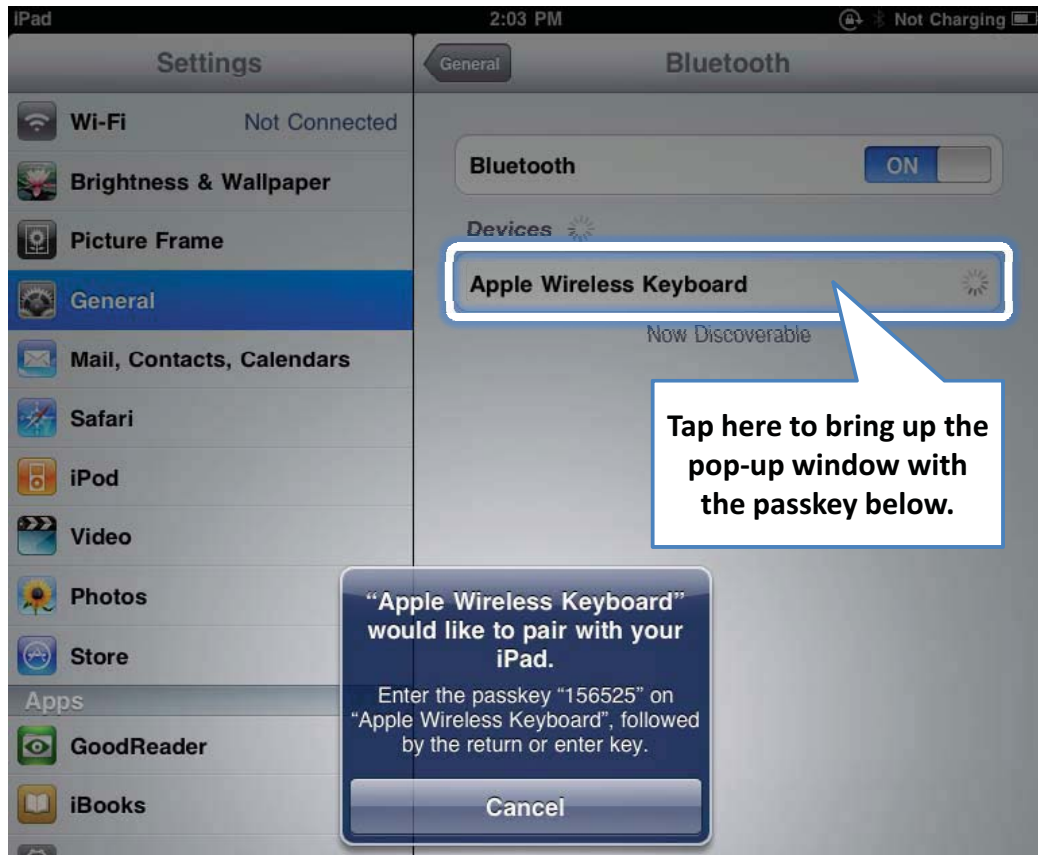 iPad 2:03 PM Not Charging
Settings
General Bluetooth
Wi-Fi Not Connected
Brightness & Wallpaper
Picture Frame
General
Mail, Contacts, Calendars
Safari
iPod
Video
Photos
Store
Apps
GoodReader
iBooks
Bluetooth ON
Devices
Apple Wireless Keyboard
Now Discoverable
Tap here to bring up the
pop-up window with
the passkey below.
“Apple Wireless Keyboard”
would like to pair with your
iPad.
Enter the passkey “156525” on
“Apple Wireless Keyboard”, followed
by the return or enter key.
Cancel